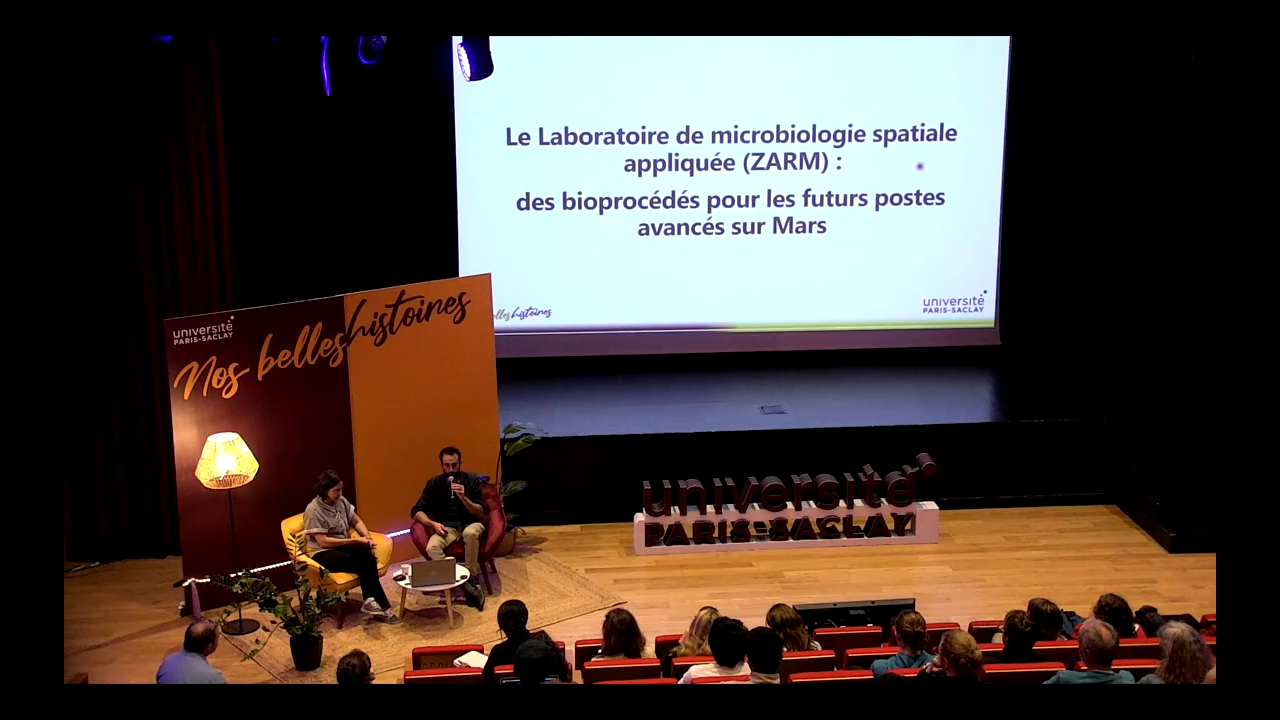 Le Laboratoire de microbiologie spatiale
appliquée (ZARM) :
des bioprocédés pour les futurs postes
avancés sur Mars
histoires
université
PARIS-SACLAY
université
PARIS-SACLAY
Nos belles histoires
université
PARIS-SACLAY